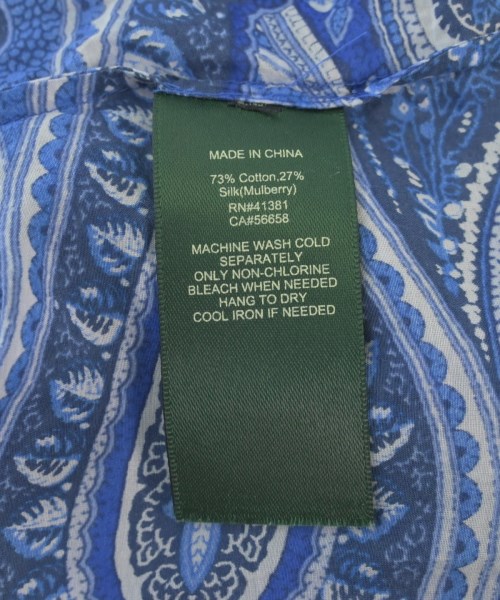 MADE IN CHINA
73% Cotton,27%
Silk(Mulberry)
RN#41381
CA#56658
MACHINE WASH COLD
SEPARATELY
ONLY NON-CHLORINE
BLEACH WHEN NEEDED
HANG TO DRY
COOL IRON IF NEEDED